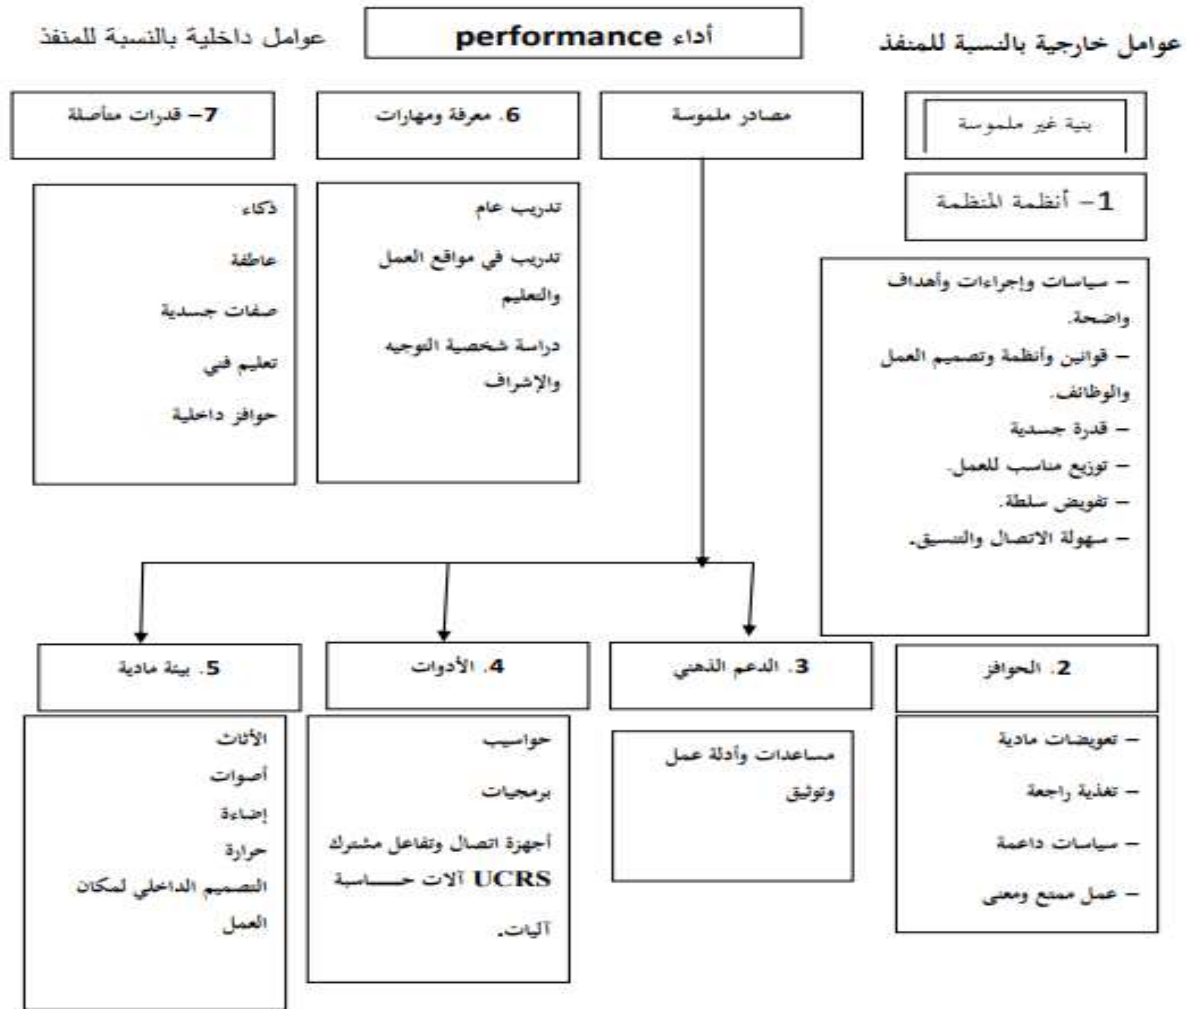 عوامل خارجية بالنسبة للمنفذ
أداء performance
عوامل داخلية بالنسبة للمنفذ
بنية غير ملموسة
مصادر ملموسة
6. معرفة ومهارات
7– قدرات متأصلة
1– أنظمة المنظمة
– سياسات وإجراءات وأهداف
واضحة.
– قوانين وأنظمة وتصميم العمل
والوظائف.
– قدرة جسدية
– توزيع مناسب للعمل.
– تفويض سلطة.
– سهولة الاتصال والتنسيق.
تدريب عام
تدريب في مواقع العمل
والتعليم
دراسة شخصية التوجيه
والإشراف
ذكاء
عاطفة
صفات جسدية
تعليم فني
حوافز داخلية
2. الحوافز
– تعويضات مادية
– تغذية راجعة
– سياسات داعمة
– عمل ممتع ومعنى
3. الدعم الذهني
مساعدات وأدلة عمل
وتوثيق
4. الأدوات
حواسيب
برمجيات
أجهزة اتصال وتفاعل مشترك
UCRS آلات حـــــاسبة
آليات.
5. بيئة مادية
الأثاث
أصوات
إضاءة
حرارة
التصميم الداخلي لمكان
العمل